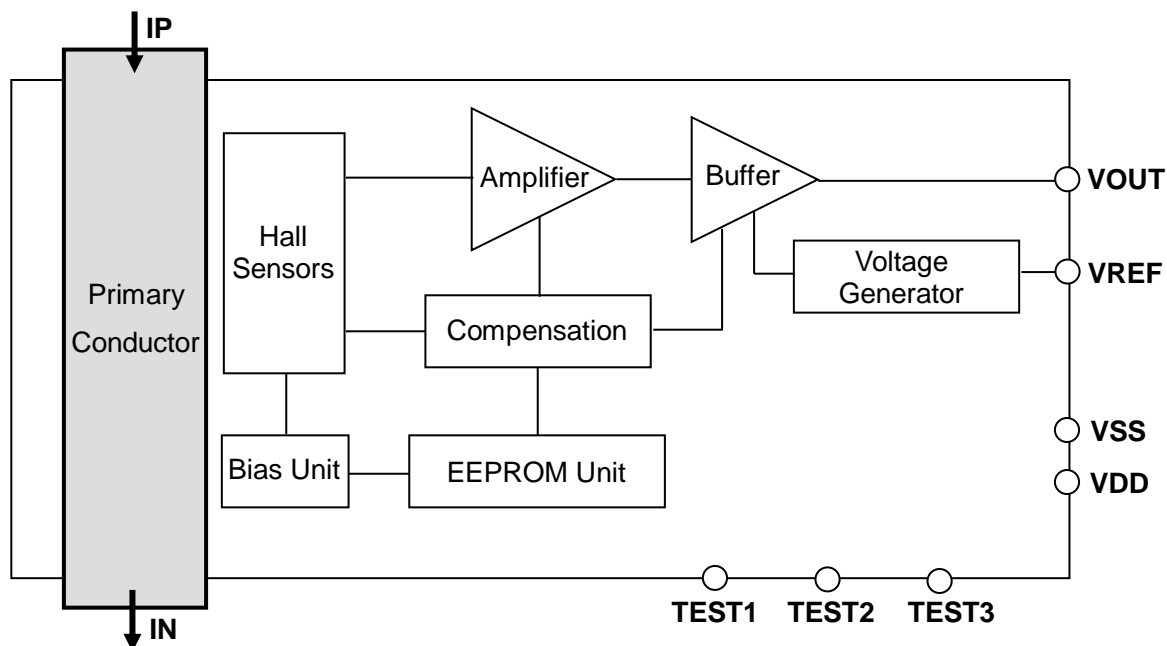 IP
Amplifier
Buffer
VOUT
Hall
Sensors
Voltage
Generator
VREF
Primary
Conductor
Compensation
VSS
Bias Unit
EEPROM Unit
VDD
TEST1
TEST2
TEST3
IN